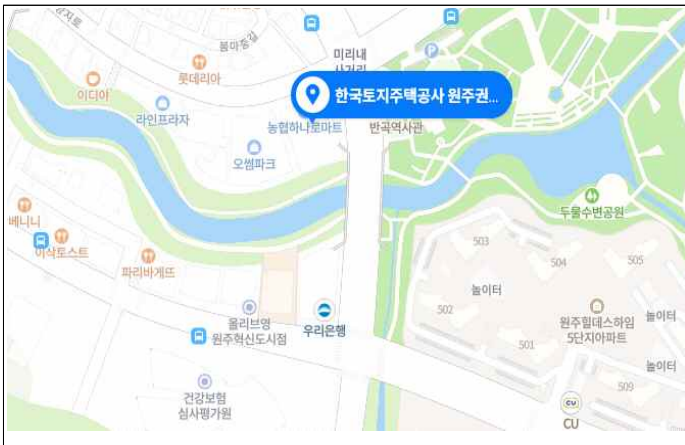 봄마중길
미리내
사거리
P
롯데리아
이디아
한국토지주택공사 원주권...
라인프라자
농협하나로마트
반곡역사관
오썸파크
두물수변공원
베니니
이삭토스트
파리바게뜨
503
504
505
놀이터
502
501
원주힐데스하임
5단지아파트
놀이터
놀이터
509
올리브영
원주혁신도시점
우리은행
건강보험
심사평가원
CU
CU